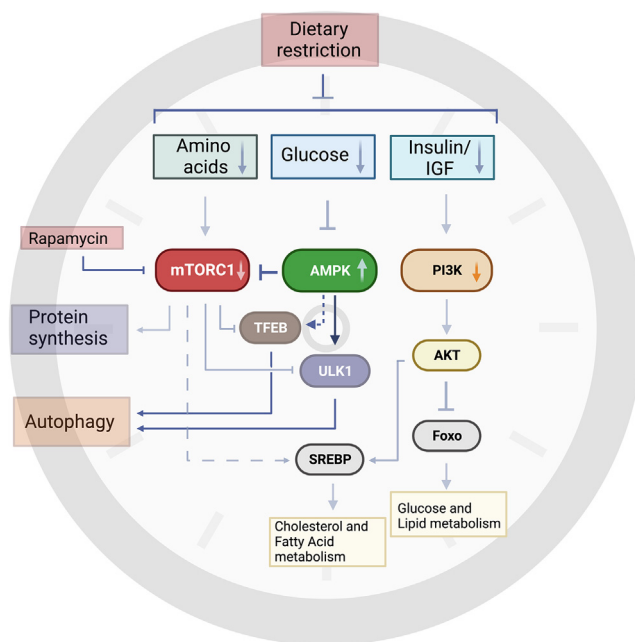 Dietary
restriction
Amino
acids
Glucose
Insulin/
IGF
Rapamycin
mTORC1
AMPK
PI3K
Protein
synthesis
TFEB
ULK1
AKT
Autophagy
Foxo
SREBP
Glucose and
Lipid metabolism
Cholesterol and
Fatty Acid
metabolism